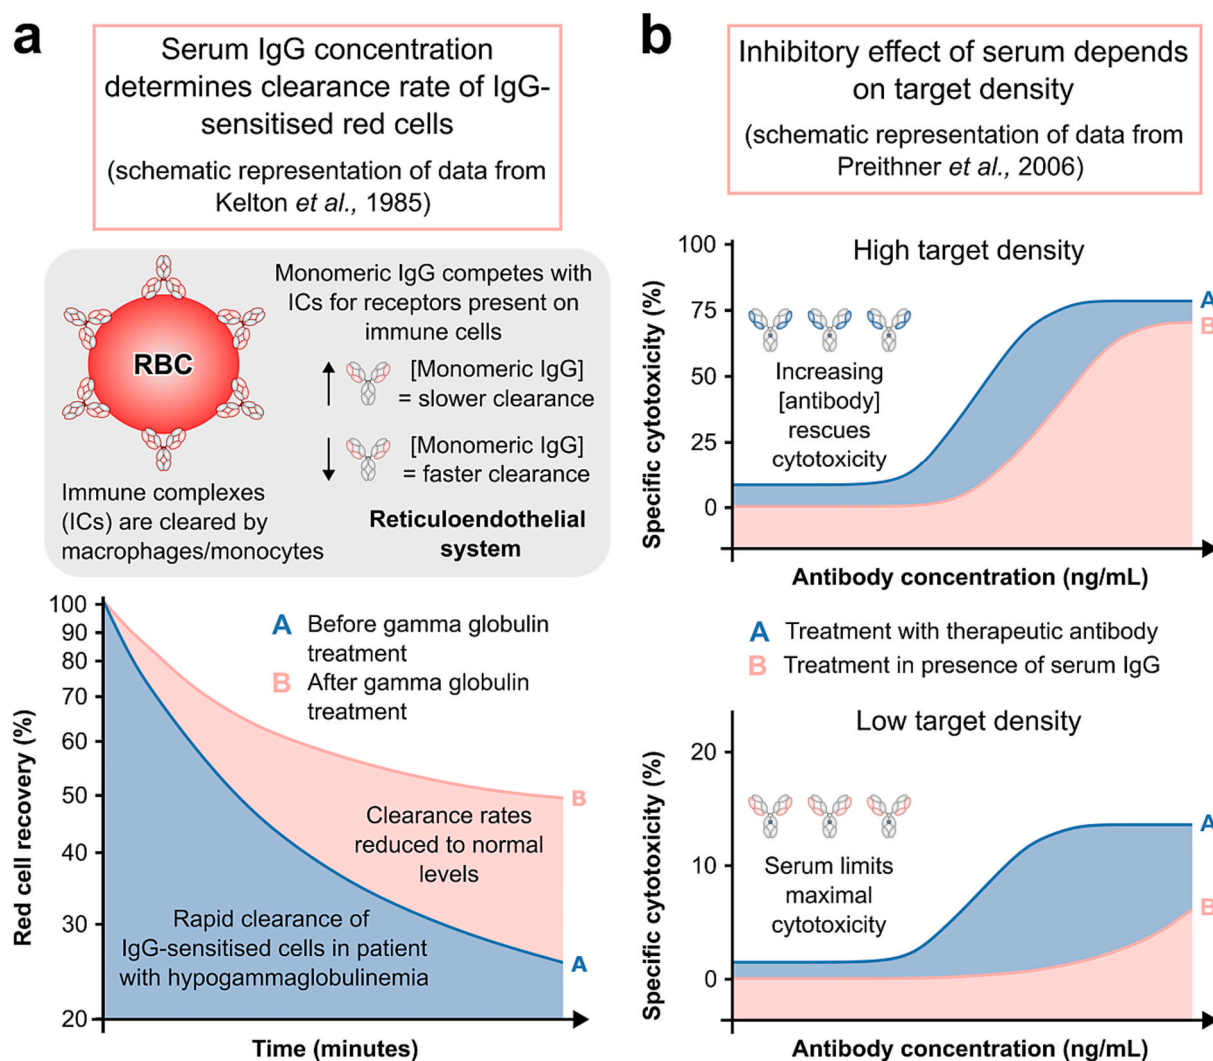 a
Serum IgG concentration
determines clearance rate of IgG-
sensitised red cells
(schematic representation of data from
Kelton et al., 1985)
RBC
Immune complexes
(ICs) are cleared by
macrophages/monocytes
Monomeric IgG competes with
ICs for receptors present on
immune cells
[Monomeric IgG]
= slower clearance
[Monomeric IgG]
= faster clearance
Reticuloendothelial
system
Red cell recovery (%)
100
90
80
70
60
50
40
30
20
A Before gamma globulin
treatment
B After gamma globulin
treatment
B
Clearance rates
reduced to normal
levels
Rapid clearance of
IgG-sensitised cells in patient
with hypogammaglobulinemia
A
Time (minutes)
b
Inhibitory effect of serum depends
on target density
(schematic representation of data from
Preithner et al., 2006)
High target density
Specific cytotoxicity (%)
100
75
50
25
0
Increasing
[antibody]
rescues
cytotoxicity
A
B
Antibody concentration (ng/mL)
A Treatment with therapeutic antibody
B Treatment in presence of serum IgG
Low target density
Specific cytotoxicity (%)
20
10
0
Serum limits
maximal
cytotoxicity
A
B
Antibody concentration (ng/mL)